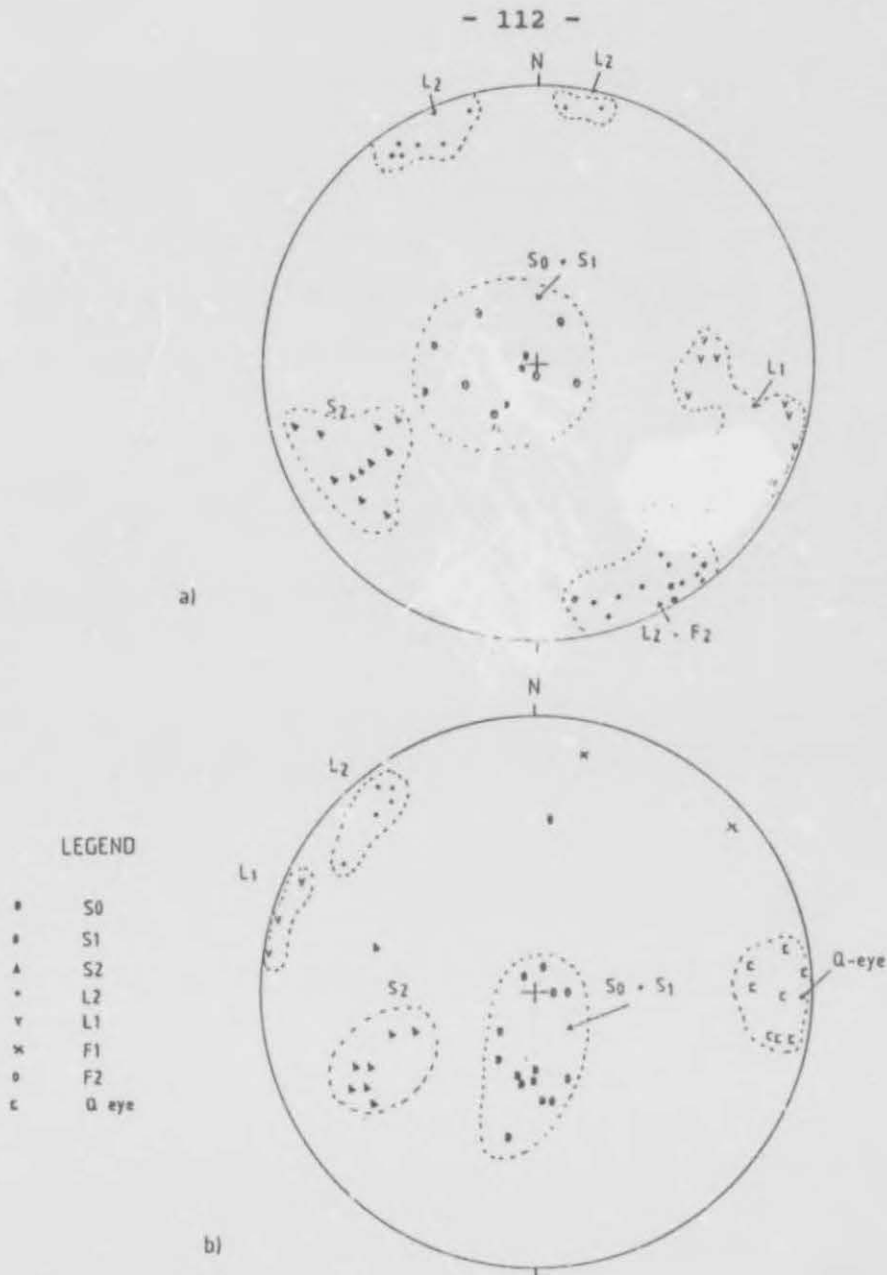 - 112 -
N
L2
L2
S0 + S1
L1
S2
L2 - F2
a)
N
L2
L1
S2
S0 + S1
Q-eye
b)
LEGEND
S0
S1
S2
L2
L1
F1
F2
Q eye